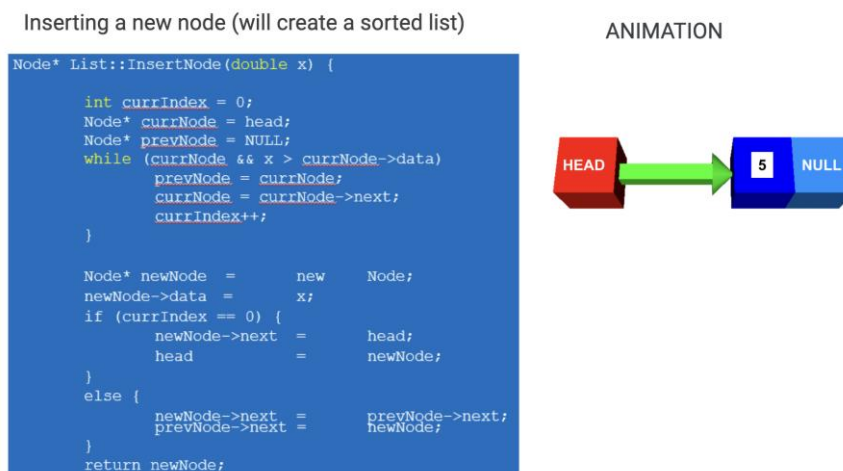 Inserting a new node (will create a sorted list)
ANIMATION
Node* List::InsertNode(double x) {
int currIndex = 0;
Node* currNode = head;
Node* prevNode = NULL;
while (currNode && x > currNode->data)
prevNode = currNode;
currNode = currNode->next;
currIndex++;
}
Node* newNode = new Node;
newNode->data = x;
if (currIndex == 0) {
newNode->next = head;
head = newNode;
}
else {
newNode->next = prevNode->next;
prevNode->next = newNode;
}
return newNode;
HEAD
5
NULL